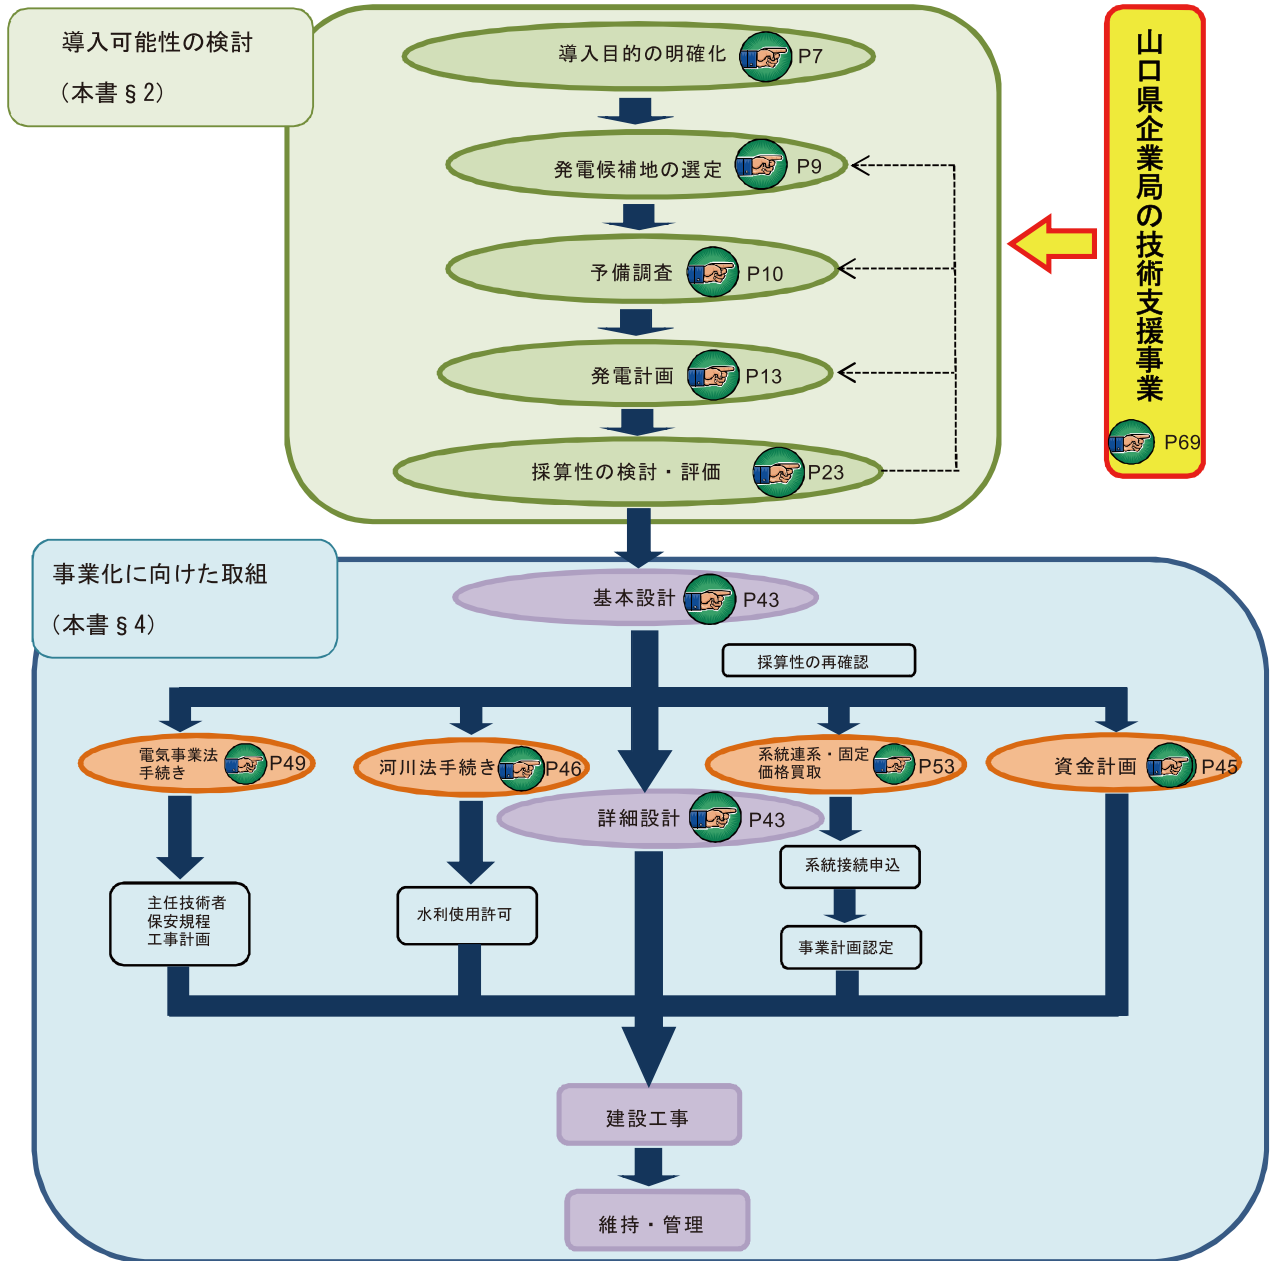 導入可能性の検討
（本書§2）
導入目的の明確化 P7
発電候補地の選定 P9
予備調査 P10
発電計画 P13
採算性の検討・評価 P23
山口県企業局の技術支援事業
P69
事業化に向けた取組
（本書§4）
基本設計 P43
採算性の再確認
電気事業法
手続き
P49
河川法手続き P46
系統連系・固定
価格買取
P53
資金計画 P45
詳細設計 P43
主任技術者
保安規程
工事計画
水利使用許可
系統接続申込
事業計画認定
建設工事
維持・管理